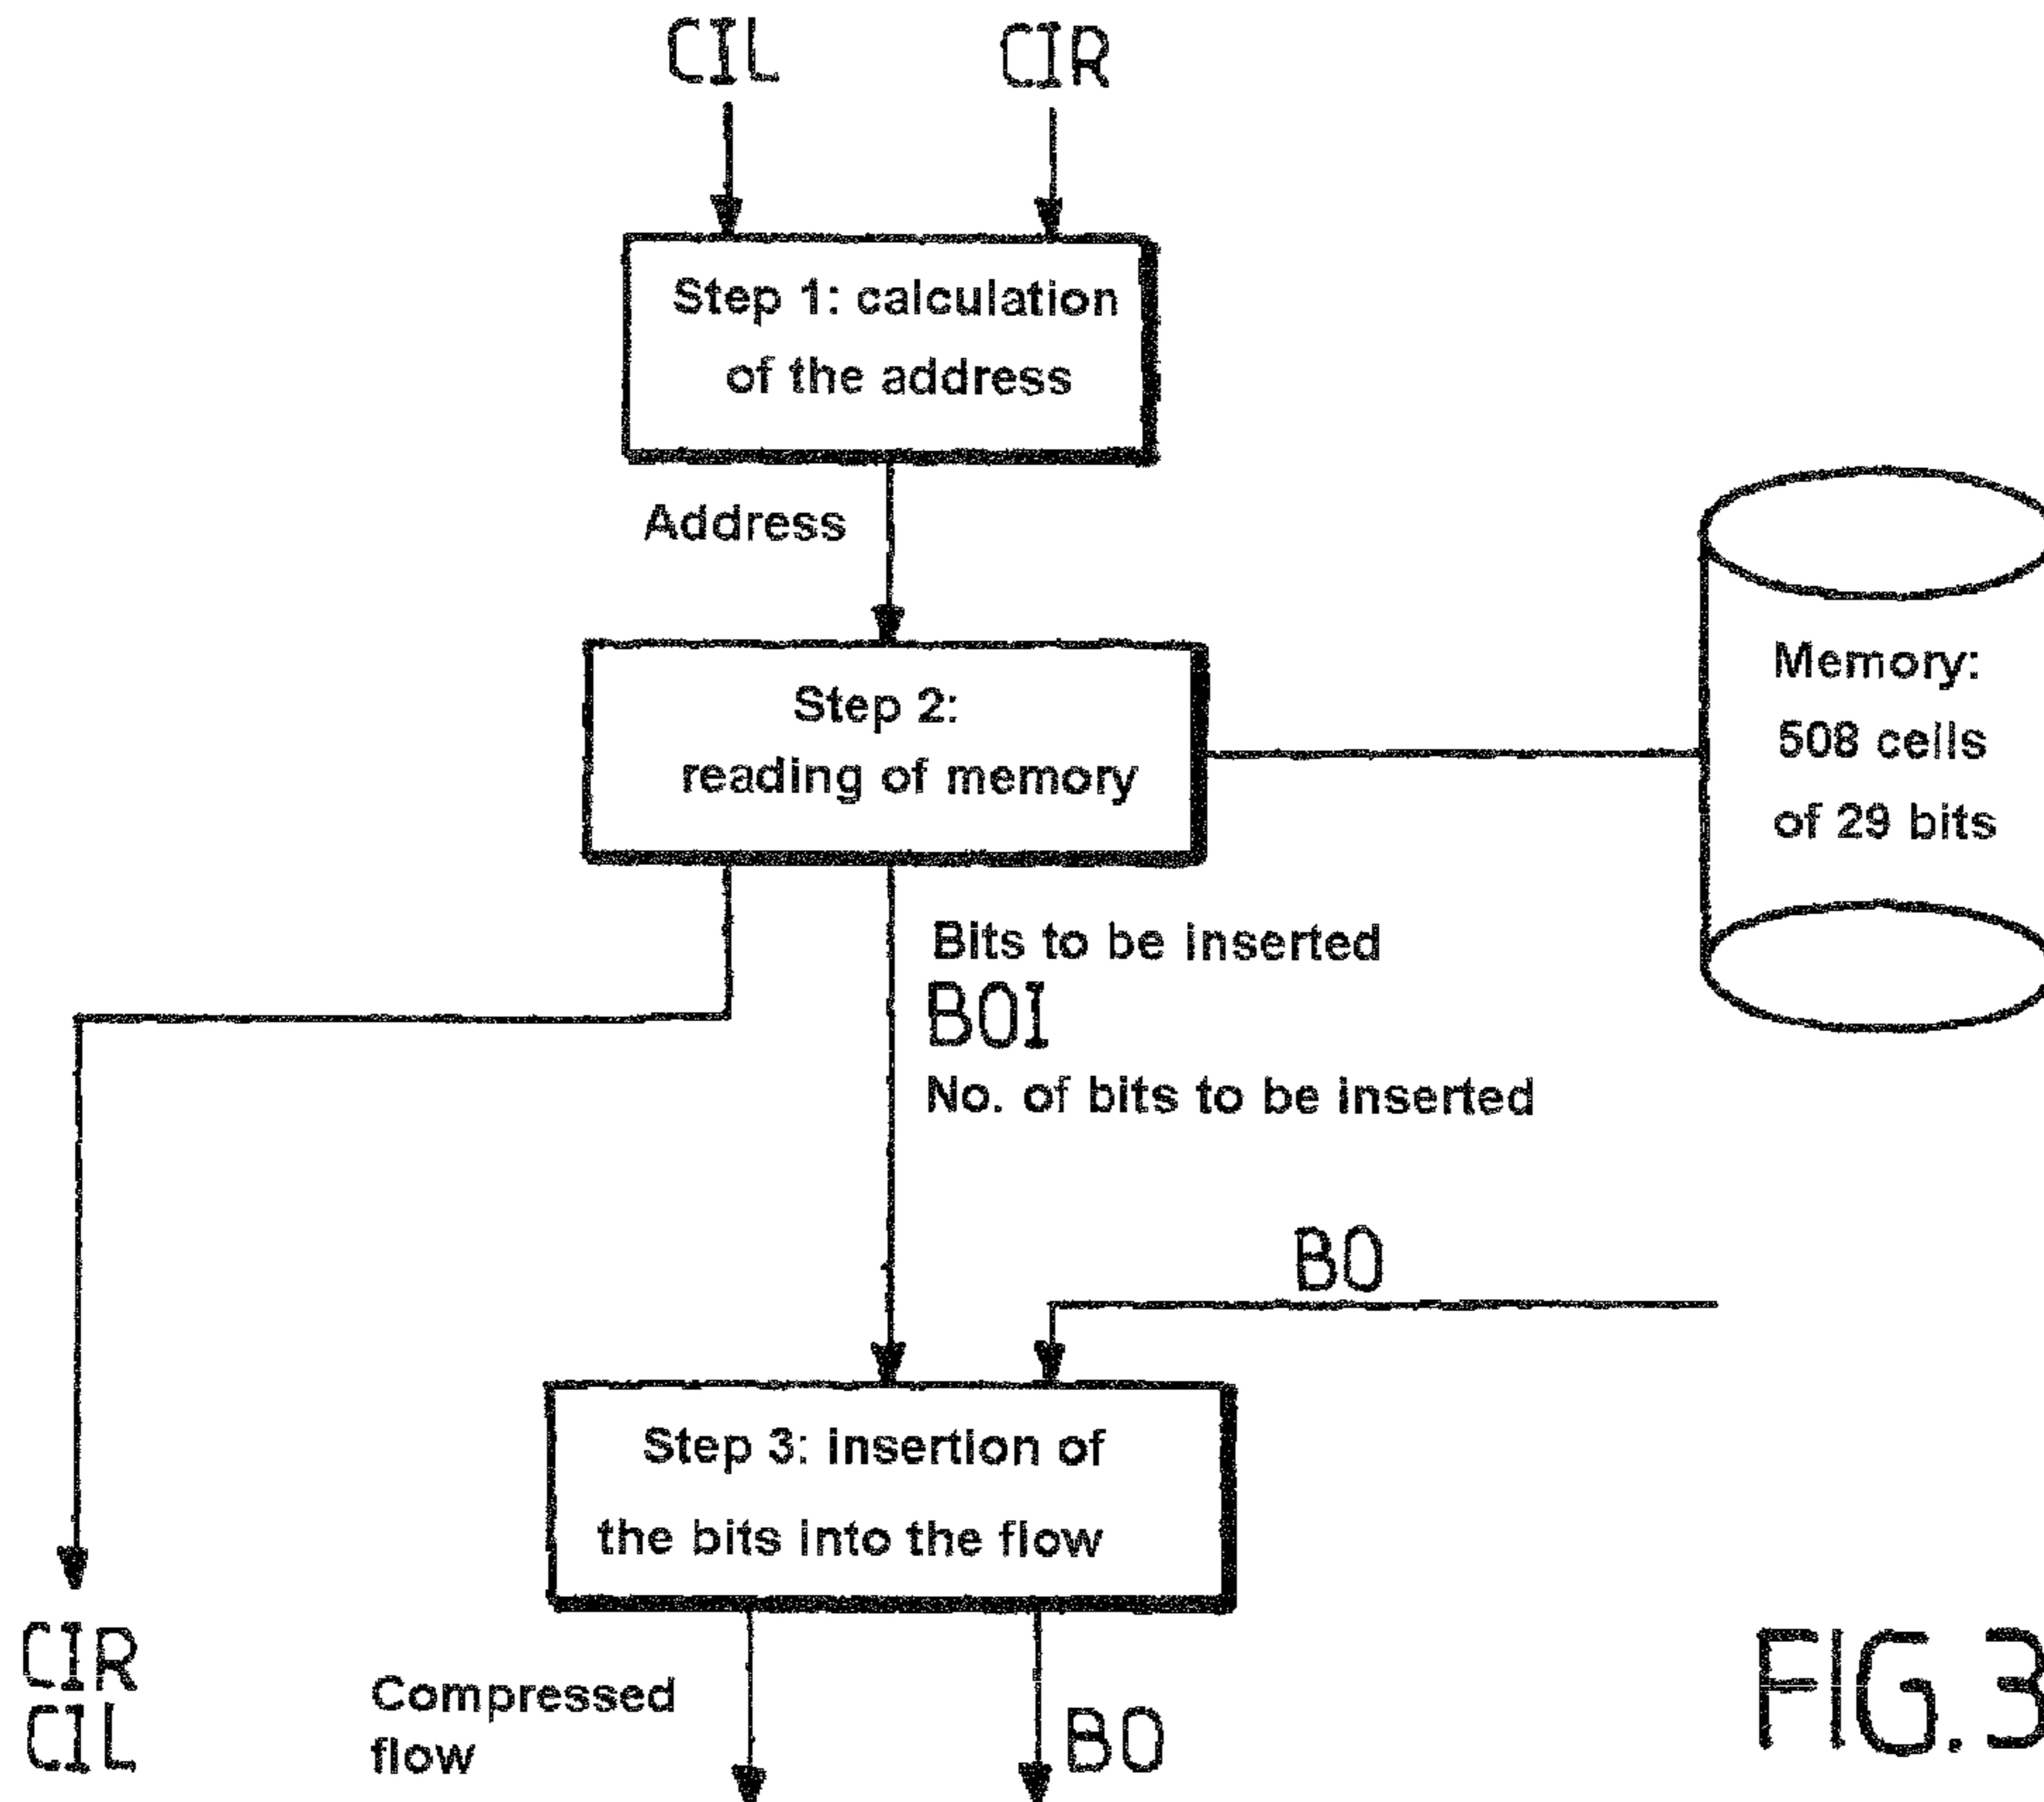 CIL CIR
Step 1: calculation
of the address
Address
Step 2:
reading of memory
Memory:
508 cells
of 29 bits
Bits to be inserted
BOI
No. of bits to be inserted
BO
Step 3: insertion of
the bits into the flow
CIR
CIL
Compressed
flow
BO
FIG.3